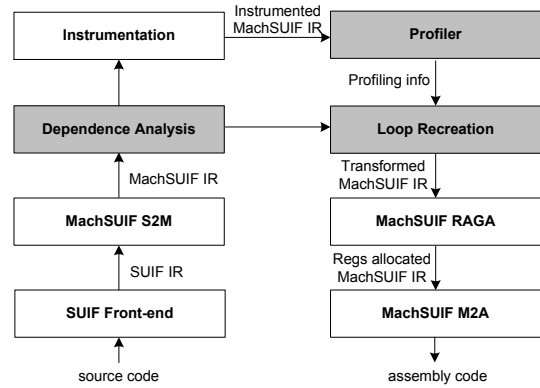 Instrumented
MachSUIF IR
Instrumentation
Profiler
Profiling info
Dependence Analysis
Loop Recreation
MachSUIF IR
Transformed
MachSUIF IR
MachSUIF S2M
MachSUIF RAGA
SUIF IR
Regs allocated
MachSUIF IR
SUIF Front-end
MachSUIF M2A
source code
assembly code